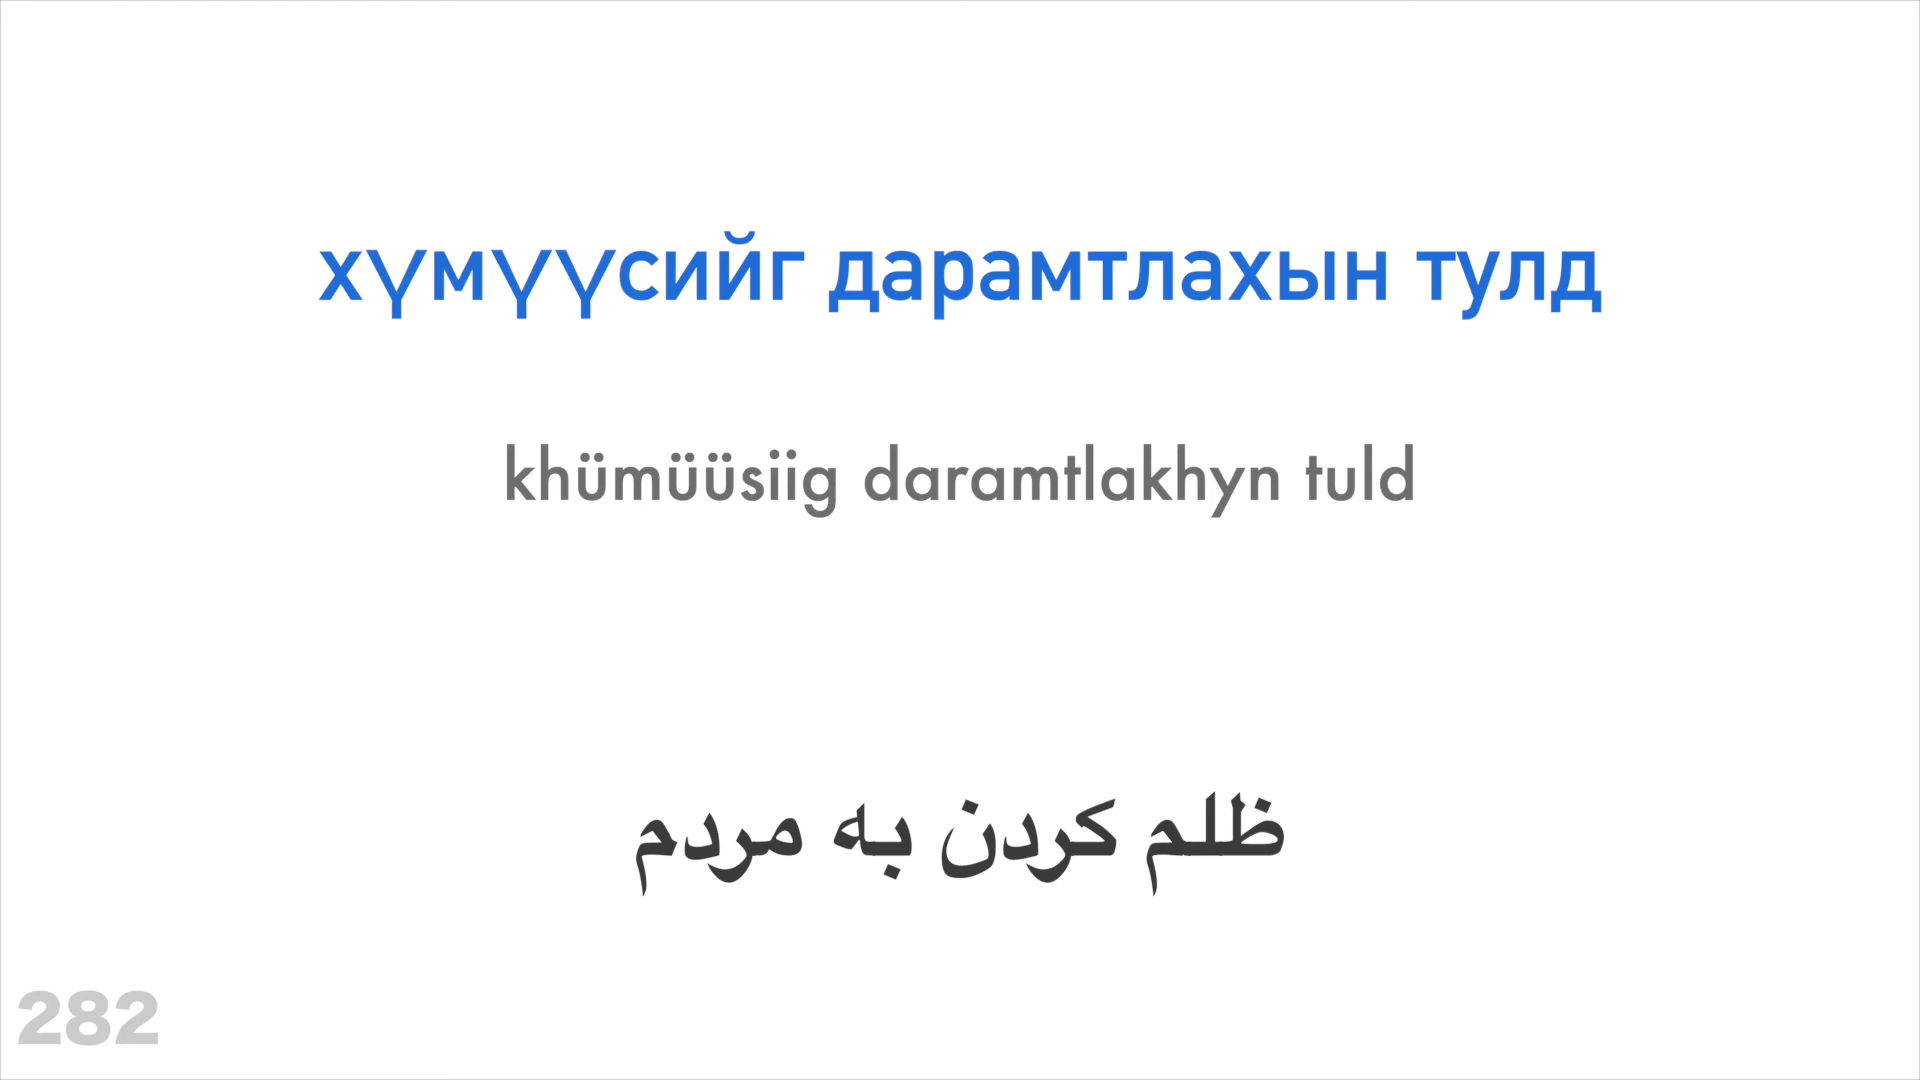 хүмүүсийг дарамтлахын тулд
khümüüsiig daramtlakhyn tuld
ظلم کردن به مردم
282